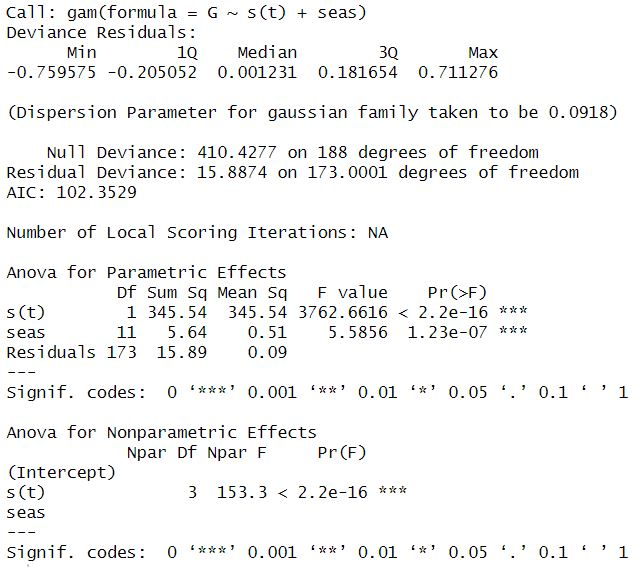 Call: gam(formula = G ~ s(t) + seas)
Deviance Residuals:
Min 1Q Median 3Q Max
-0.759575 -0.205052 0.001231 0.181654 0.711276
(Dispersion Parameter for gaussian family taken to be 0.0918)
Null Deviance: 410.4277 on 188 degrees of freedom
Residual Deviance: 15.8874 on 173.0001 degrees of freedom
AIC: 102.3529
Number of Local Scoring Iterations: NA
Anova for Parametric Effects
Df Sum Sq Mean Sq F value Pr(>F)
s(t) 1 345.54 345.54 3762.6616 < 2.2e-16 ***
seas 11 5.64 0.51 5.5856 1.23e-07 ***
Residuals 173 15.89 0.09
---
Signif. codes: 0 ‘***’ 0.001 ‘**’ 0.01 ‘*’ 0.05 ‘.’ 0.1 ‘ ’ 1
Anova for Nonparametric Effects
Npar Df Npar F Pr(F)
(Intercept)
s(t) 3 153.3 < 2.2e-16 ***
seas
---
Signif. codes: 0 ‘***’ 0.001 ‘**’ 0.01 ‘*’ 0.05 ‘.’ 0.1 ‘ ’ 1